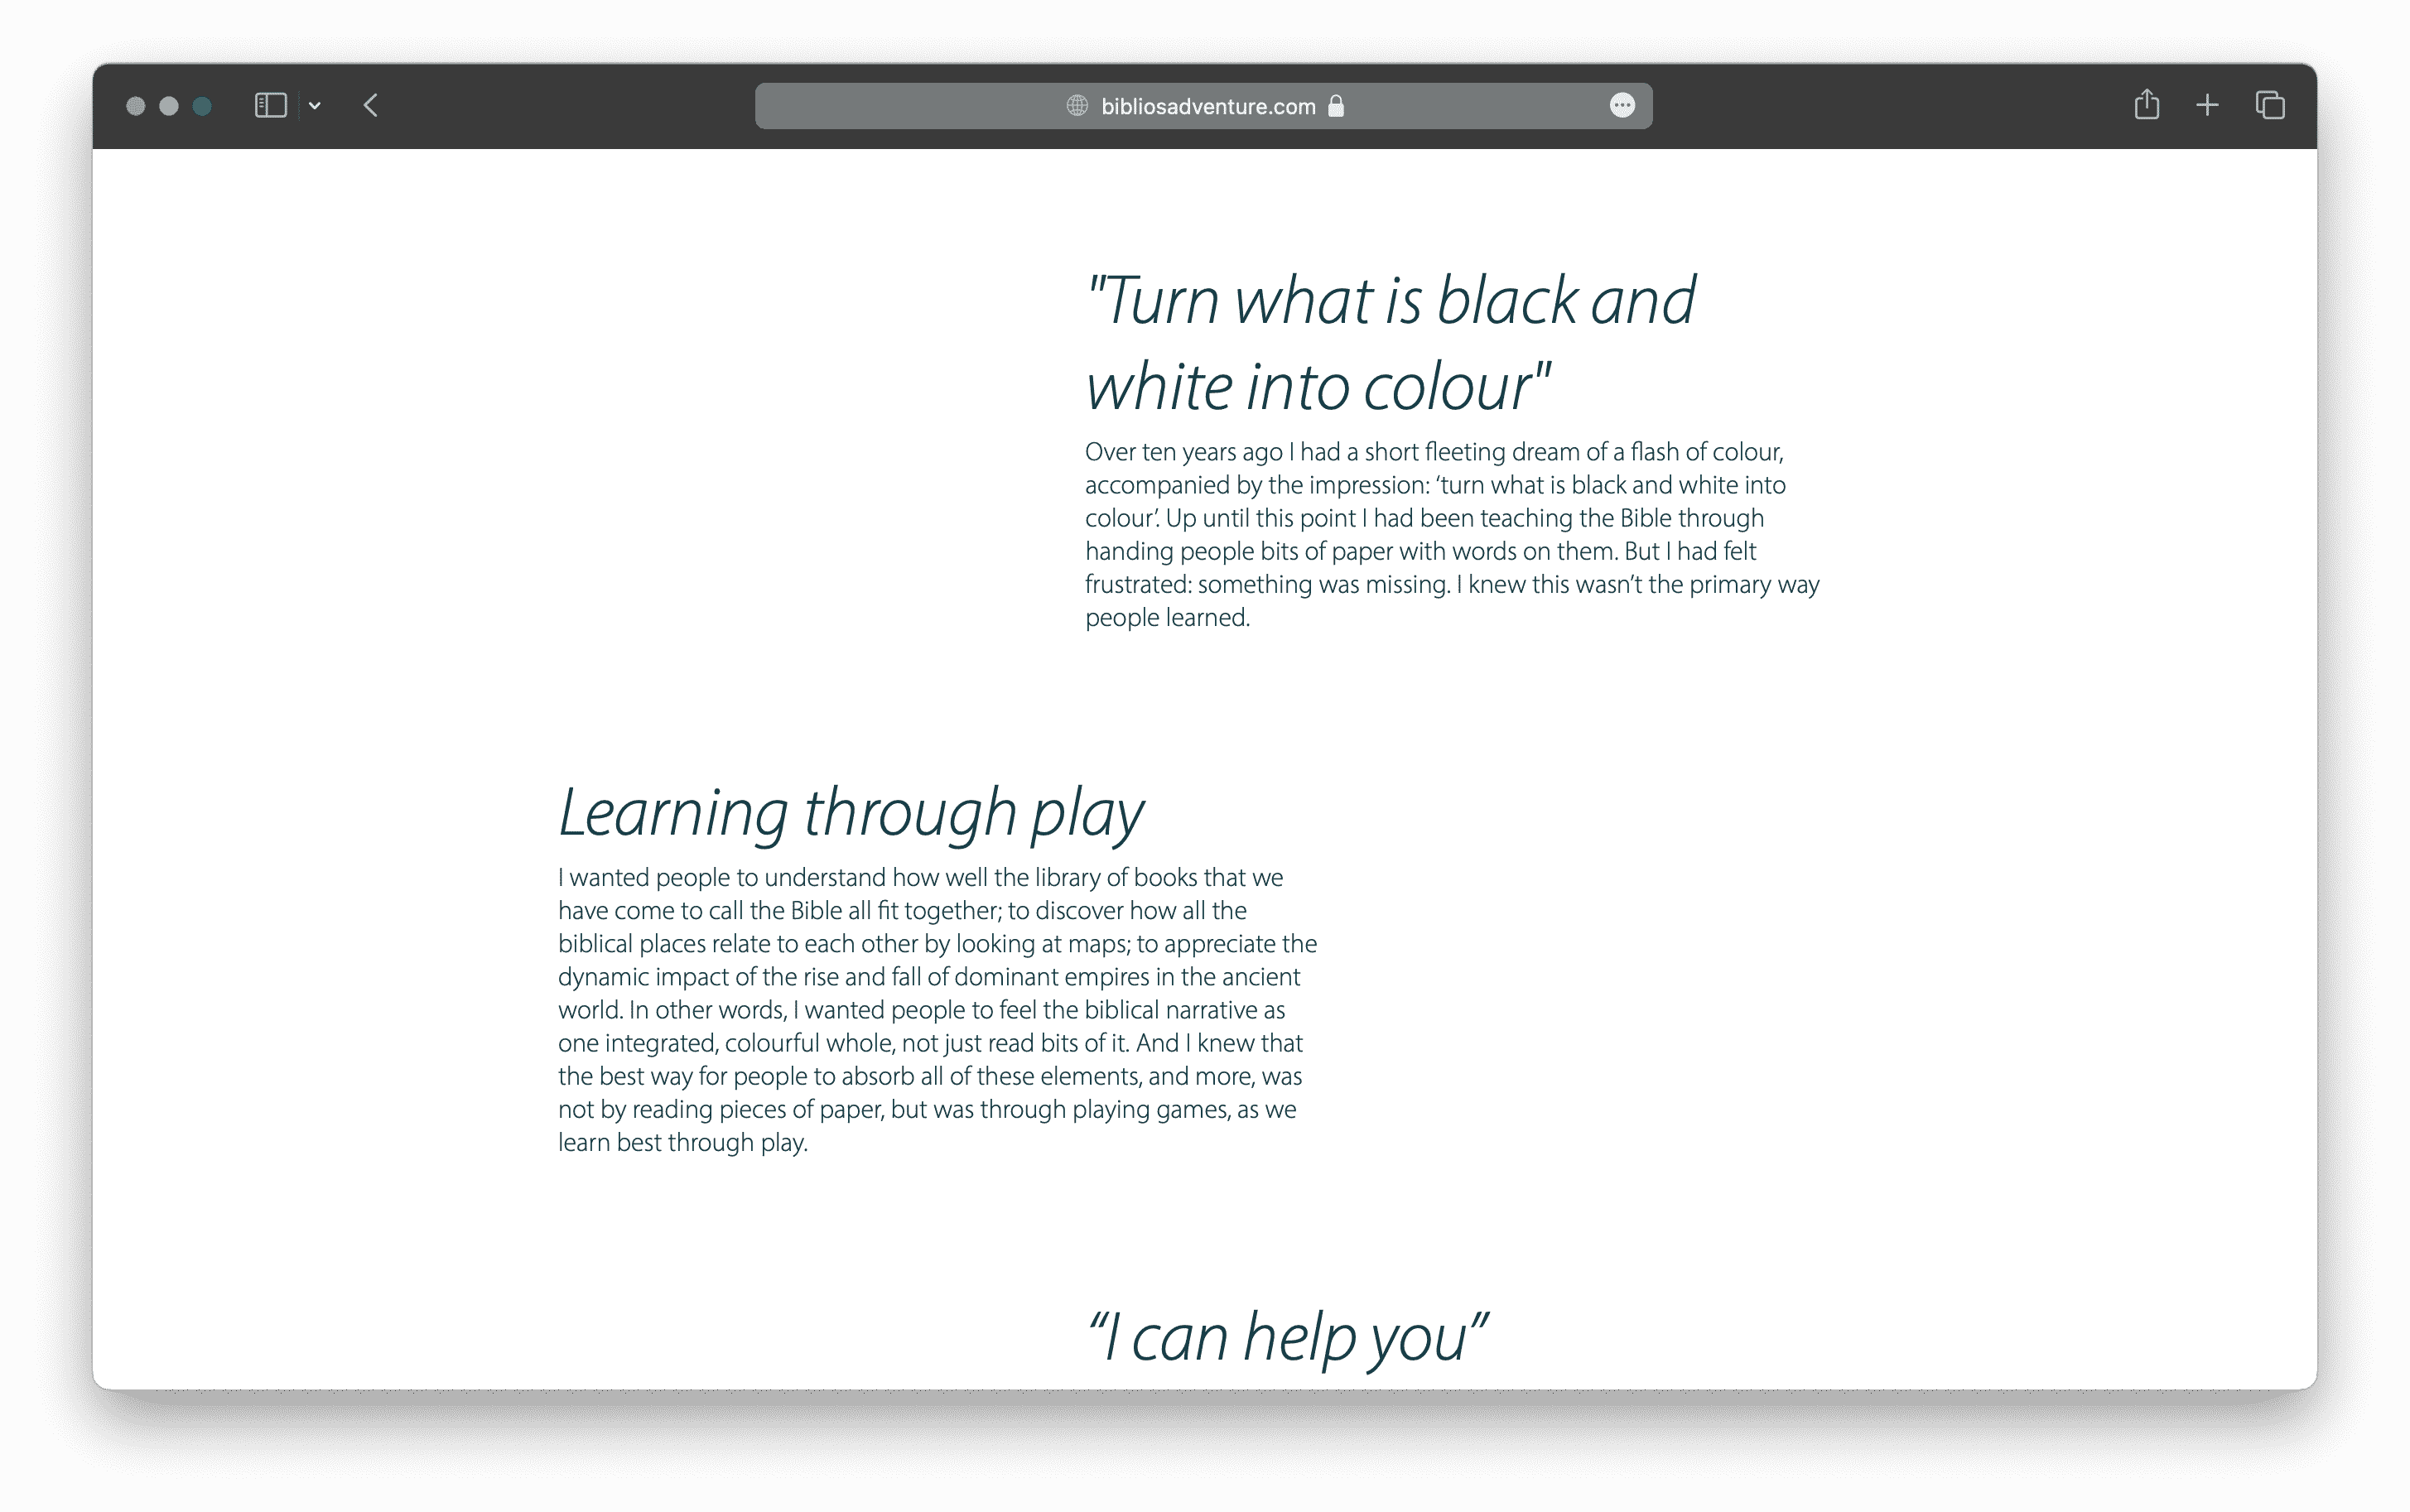 bibliosadventure.com
"Turn what is black and
white into colour"
Over ten years ago I had a short fleeting dream of a flash of colour,
accompanied by the impression: ‘turn what is black and white into
colour’. Up until this point I had been teaching the Bible through
handing people bits of paper with words on them. But I had felt
frustrated: something was missing. I knew this wasn’t the primary way
people learned.
Learning through play
I wanted people to understand how well the library of books that we
have come to call the Bible all fit together; to discover how all the
biblical places relate to each other by looking at maps; to appreciate the
dynamic impact of the rise and fall of dominant empires in the ancient
world. In other words, I wanted people to feel the biblical narrative as
one integrated, colourful whole, not just read bits of it. And I knew that
the best way for people to absorb all of these elements, and more, was
not by reading pieces of paper, but was through playing games, as we
learn best through play.
“I can help you”